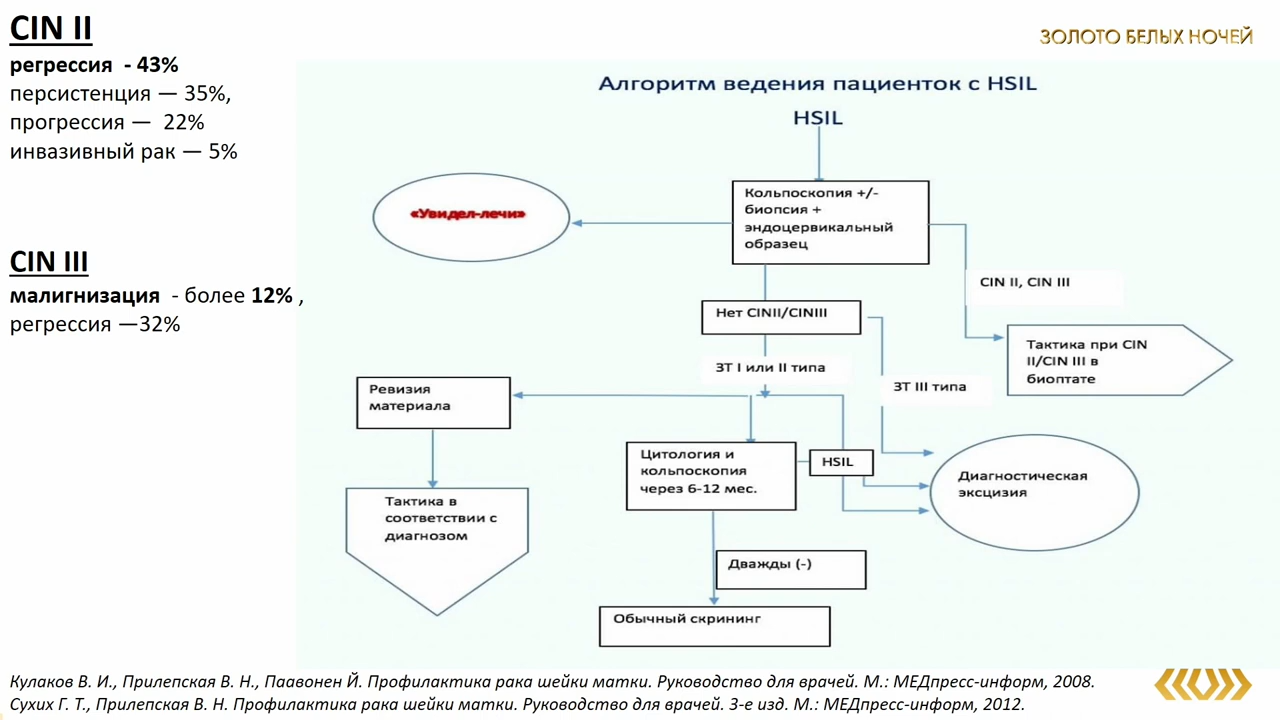 CIN II
регрессия - 43%
персистенция — 35%,
прогрессия — 22%
инвазивный рак — 5%
CIN III
малигнизация - более 12% ,
регрессия —32%
ЗОЛОТО БЕЛЫХ НОЧЕЙ
Алгоритм ведения пациенток с HSIL
HSIL
Кольпоскопия +/-
биопсия +
эндоцервикальный
образец
«Увидел-лечи»
CIN II, CIN III
Нет CINII/CINIII
Тактика при CIN
II/CIN III в
биоптате
ЗТ I или II типа
ЗТ III типа
Ревизия
материала
Цитология и
кольпоскопия
через 6-12 мес.
HSIL
Диагностическая
эксцизия
Тактика в
соответствии с
диагнозом
Дважды (-)
Обычный скрининг
Кулаков В. И., Прилепская В. Н., Паавонен Й. Профилактика рака шейки матки. Руководство для врачей. М.: МЕДпресс-информ, 2008.
Сухих Г. Т., Прилепская В. Н. Профилактика рака шейки матки. Руководство для врачей. 3-е изд. М.: МЕДпресс-информ, 2012.